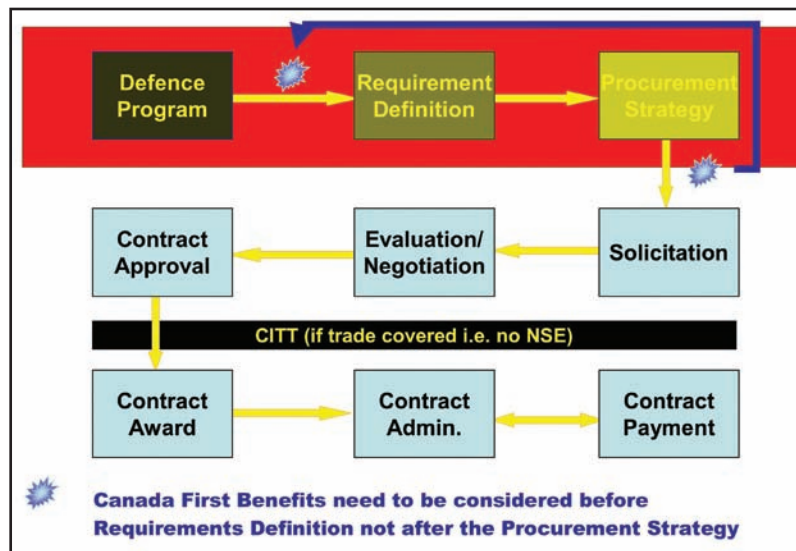 Defence
Program
Requirement
Definition
Procurement
Strategy
Contract
Approval
Evaluation/
Negotiation
Solicitation
CITT (if trade covered i.e. no NSE)
Contract
Award
Contract
Admin.
Contract
Payment
Canada First Benefits need to be considered before
Requirements Definition not after the Procurement Strategy